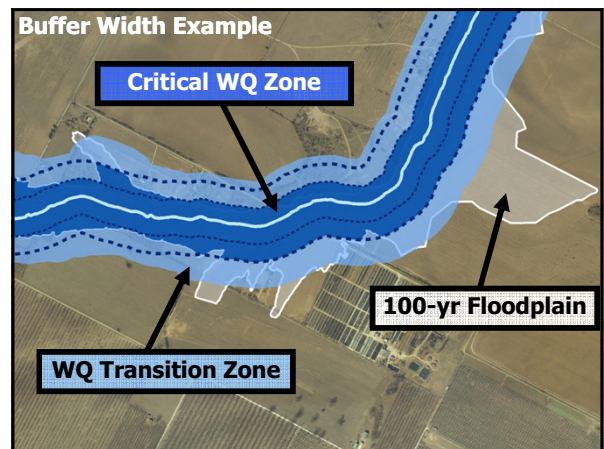 Buffer Width Example
Critical WQ Zone
100-yr Floodplain
WQ Transition Zone